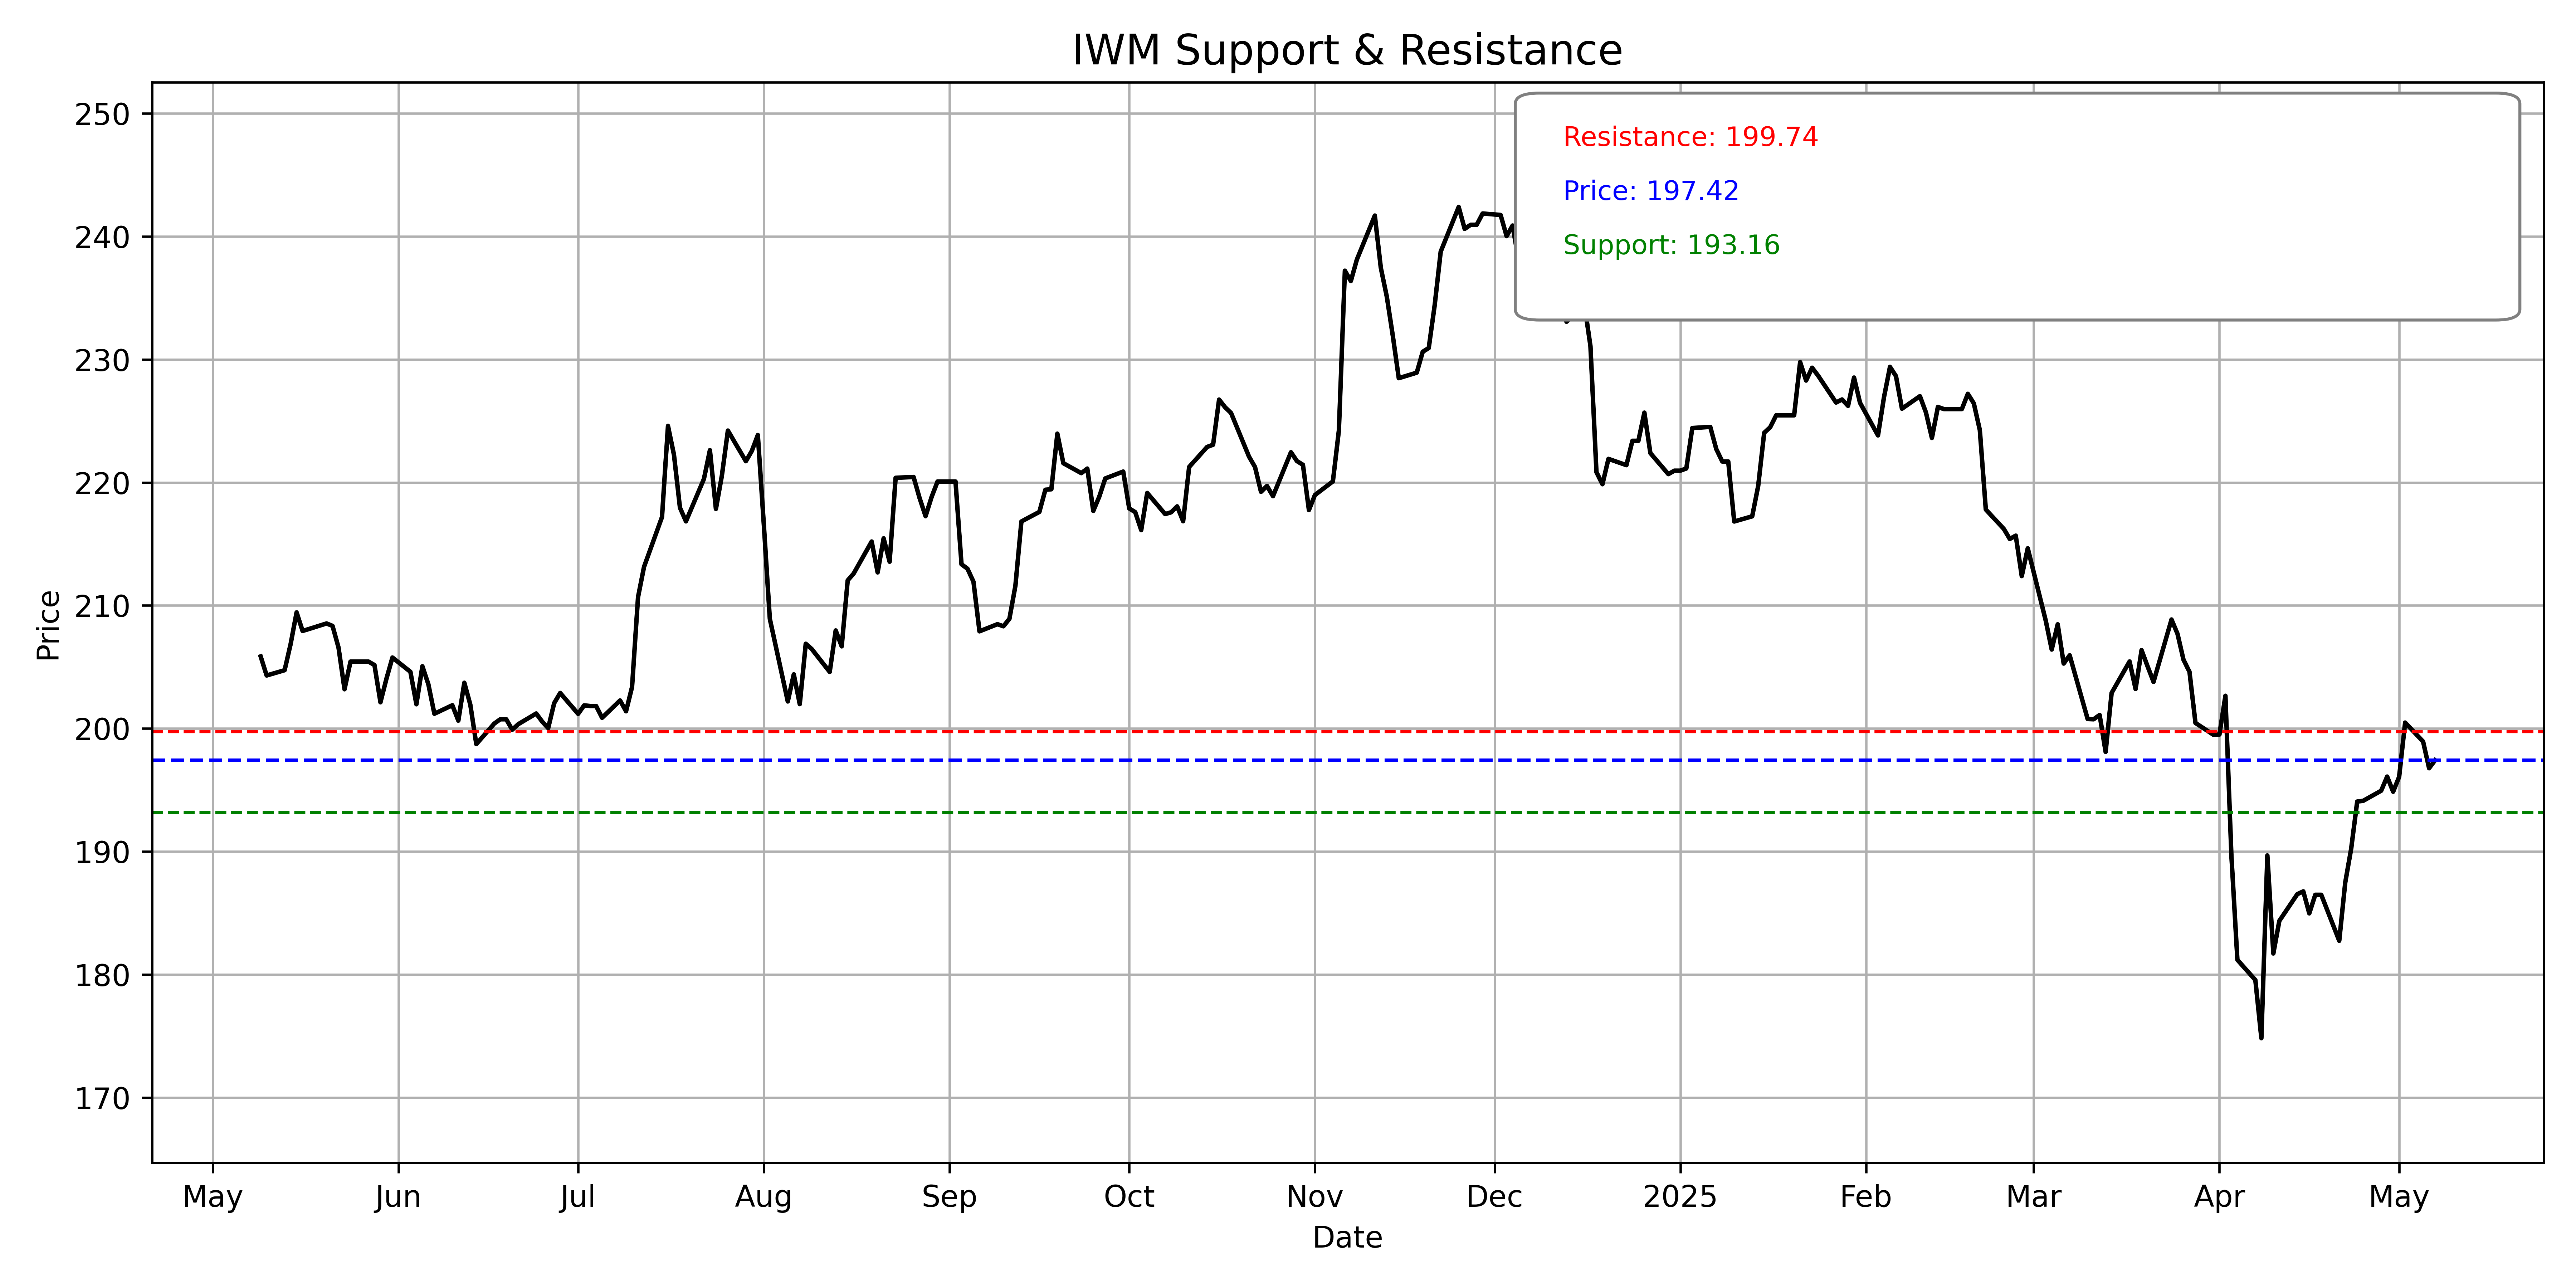 IWM Support & Resistance
250
240
230
220
210
200
190
180
170
Price
Resistance: 199.74
Price: 197.42
Support: 193.16
May Jun Jul Aug Sep Oct Nov Dec 2025 Feb Mar Apr May
Date